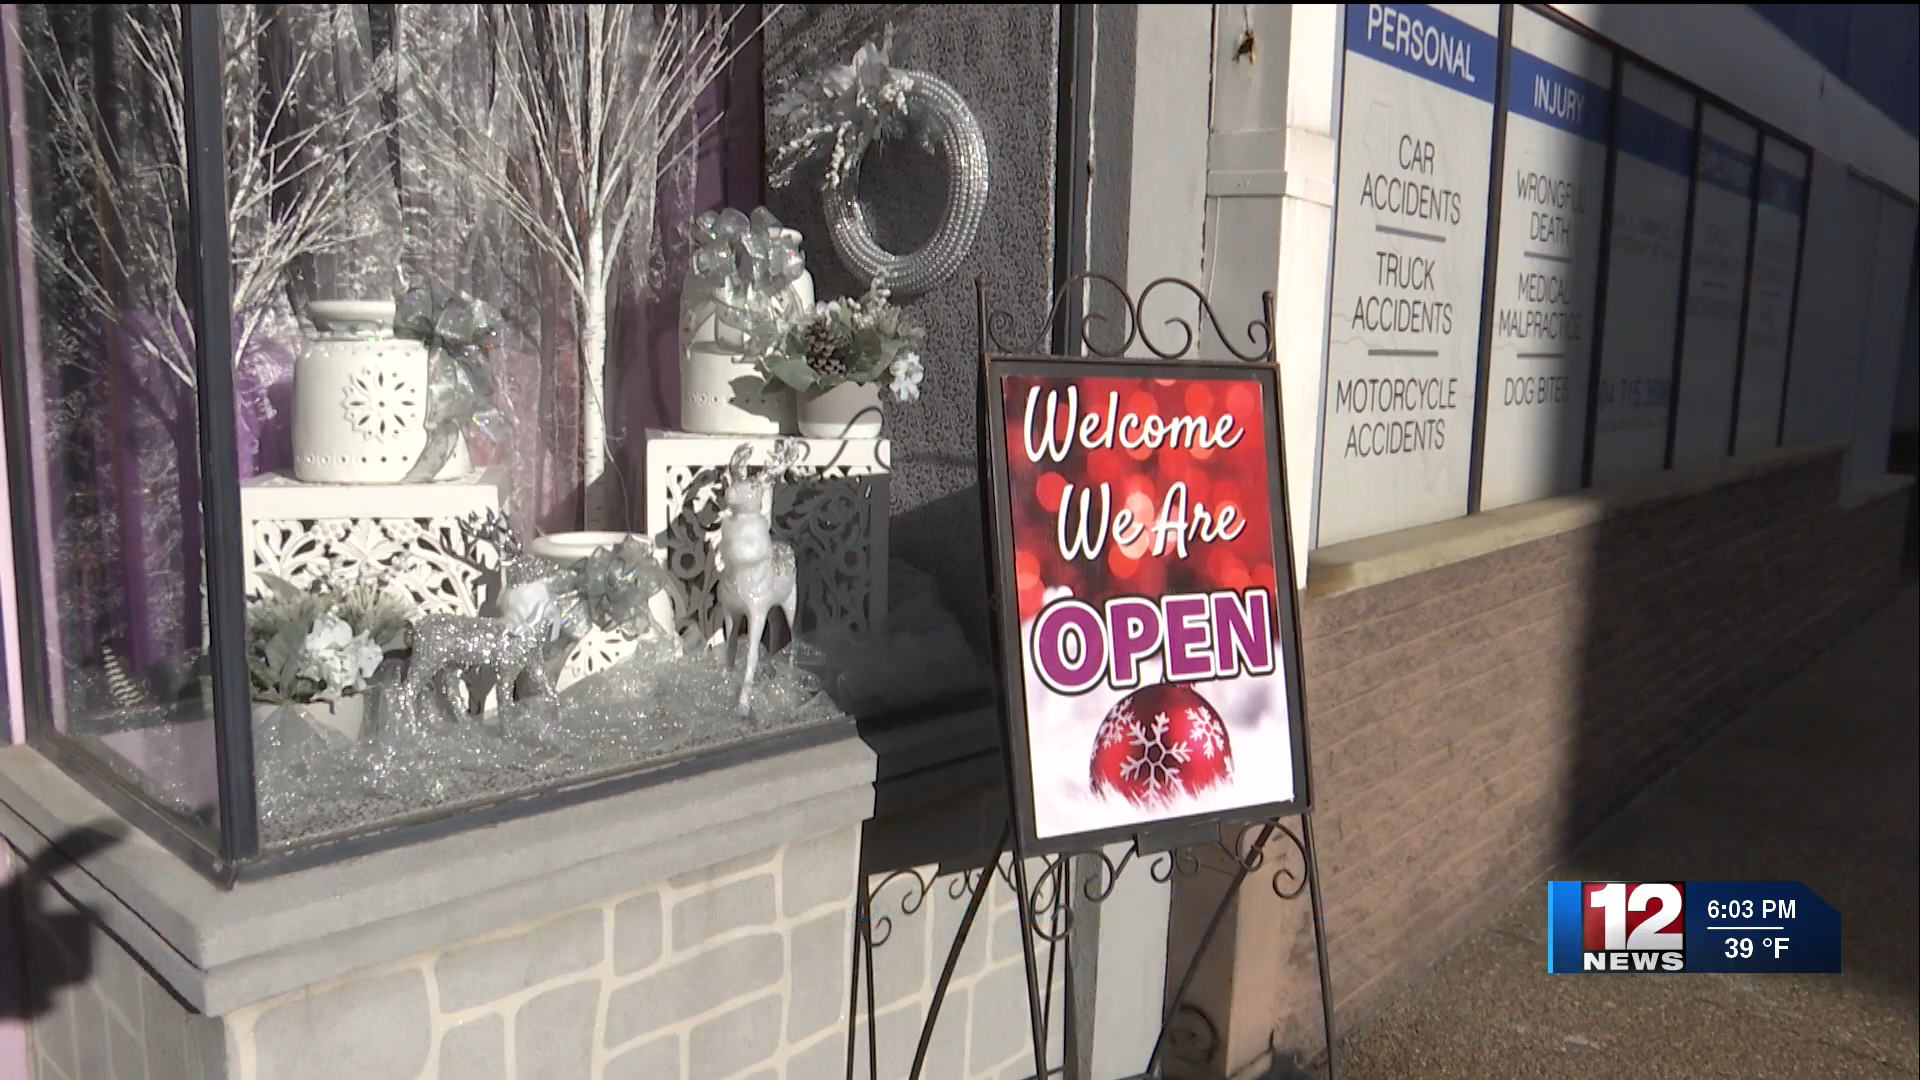 Welcome
We Are
OPEN
PERSONAL
CAR
ACCIDENTS
TRUCK
ACCIDENTS
MOTORCYCLE
ACCIDENTS
INJURY
WRONGFUL
DEATH
MEDICAL
MALPRACTICE
DOG BITES
12
NEWS
6:03 PM
39 °F